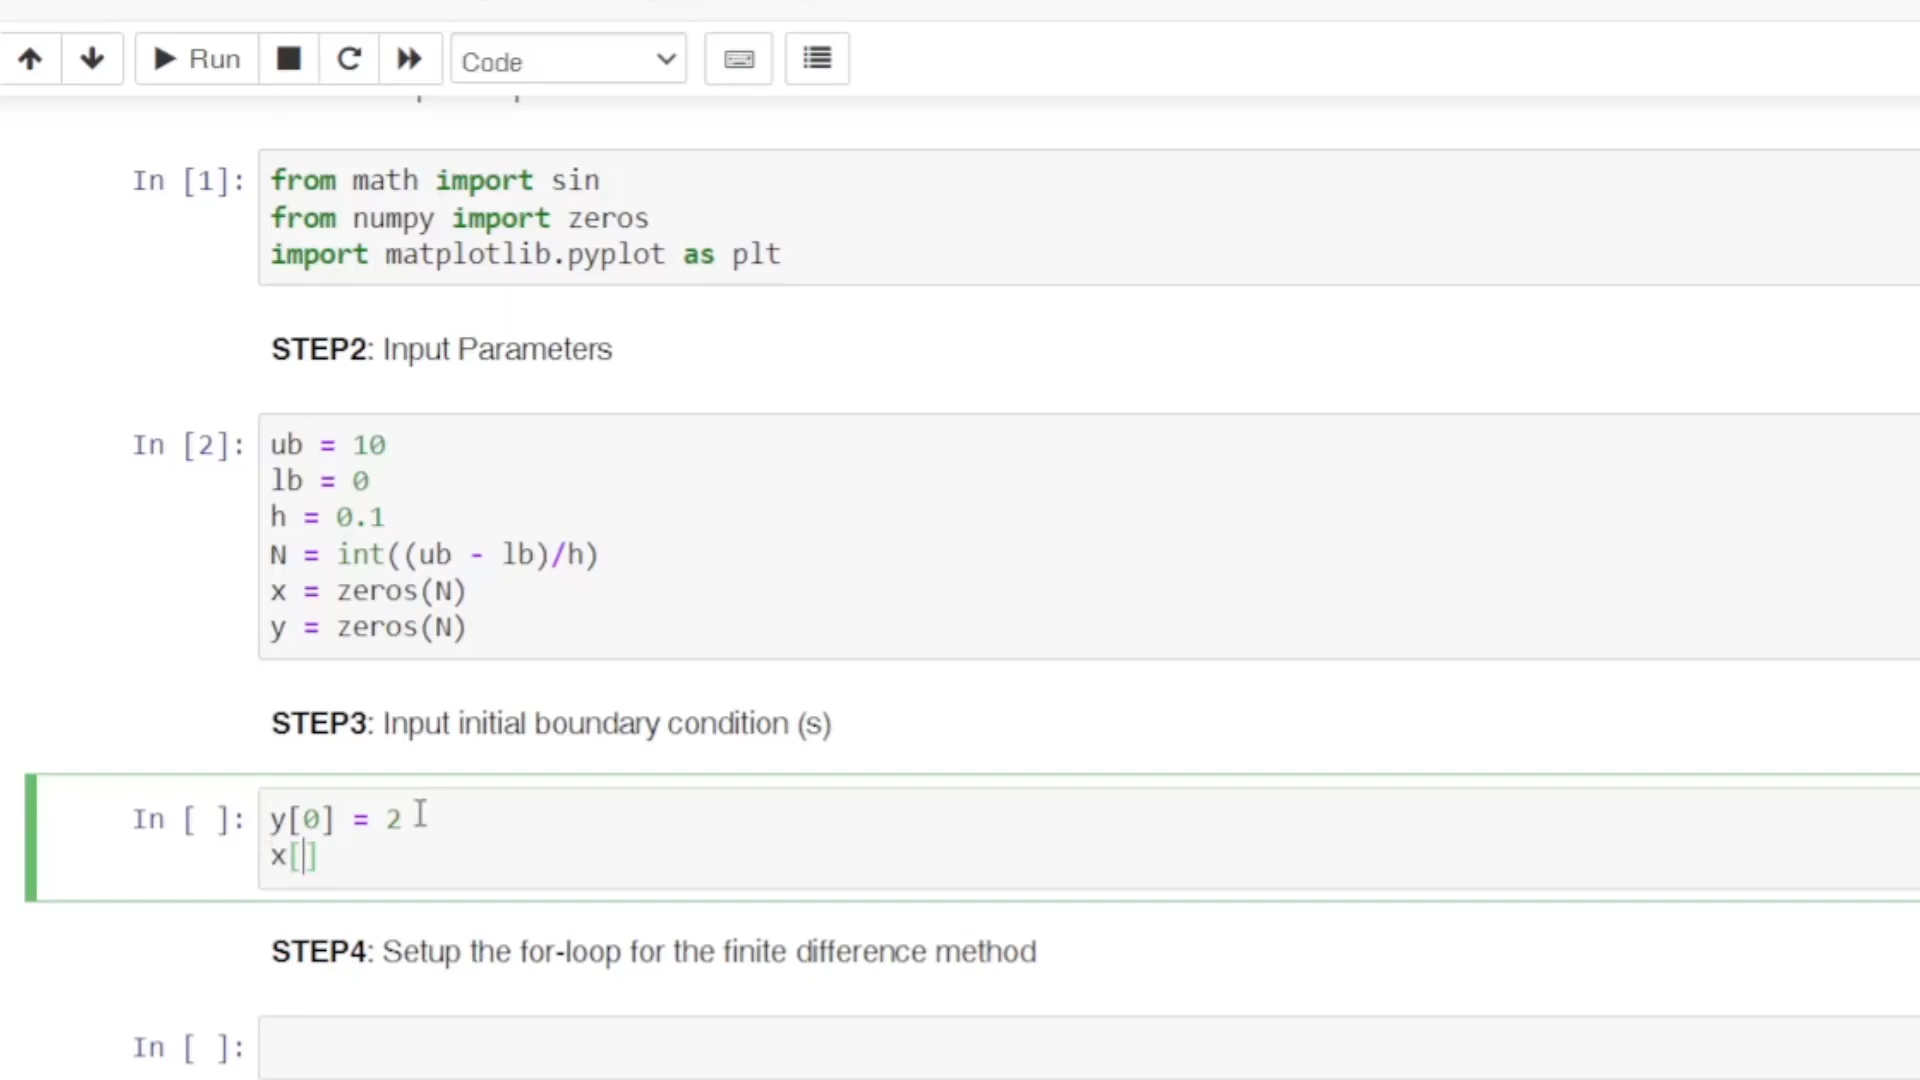 Run
Code
In [1]:
from math import sin
from numpy import zeros
import matplotlib.pyplot as plt
STEP2: Input Parameters
In [2]:
ub = 10
lb = 0
h = 0.1
N = int((ub - lb)/h)
x = zeros(N)
y = zeros(N)
STEP3: Input initial boundary condition (s)
In [ ]:
y[0] = 2
x[]
STEP4: Setup the for-loop for the finite difference method
In [ ]: